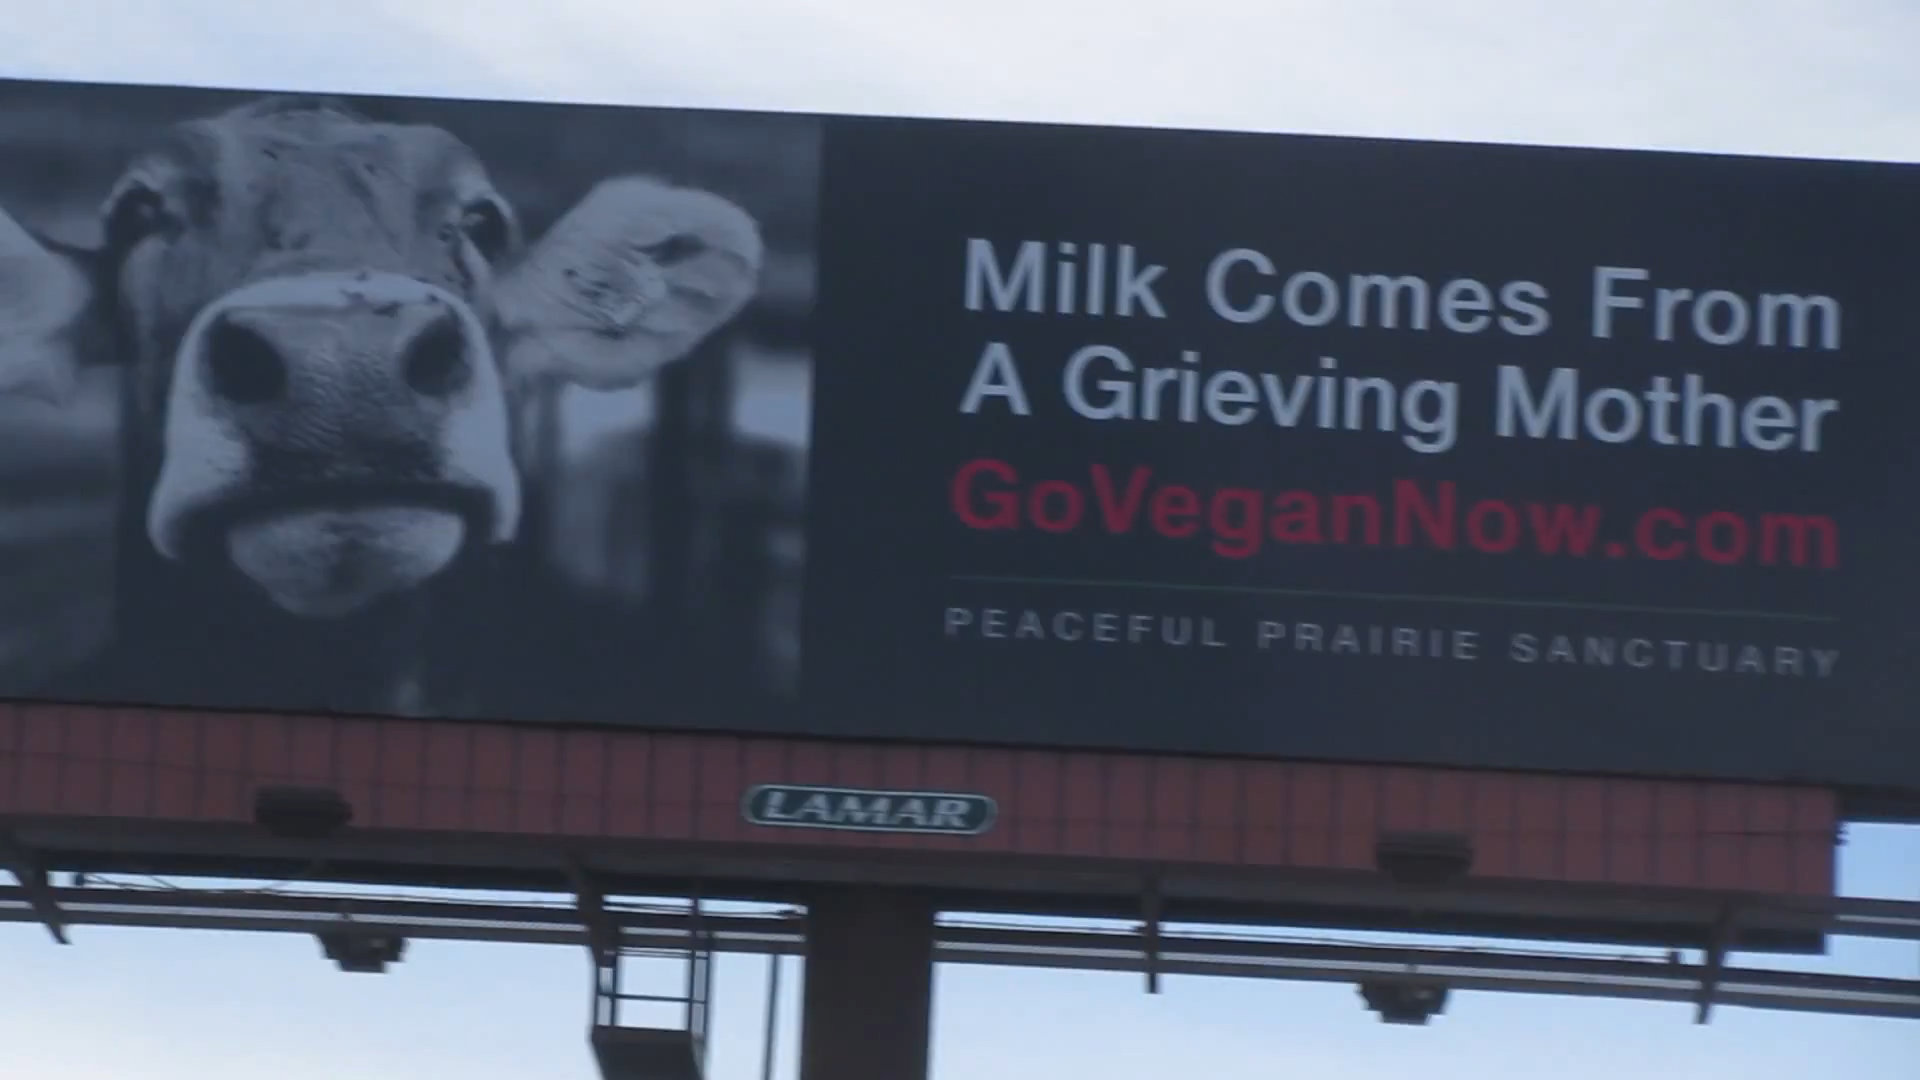 Milk Comes From
A Grieving Mother
GoVeganNow.com
PEACEFUL PRAIRIE SANCTUARY
LAMAR